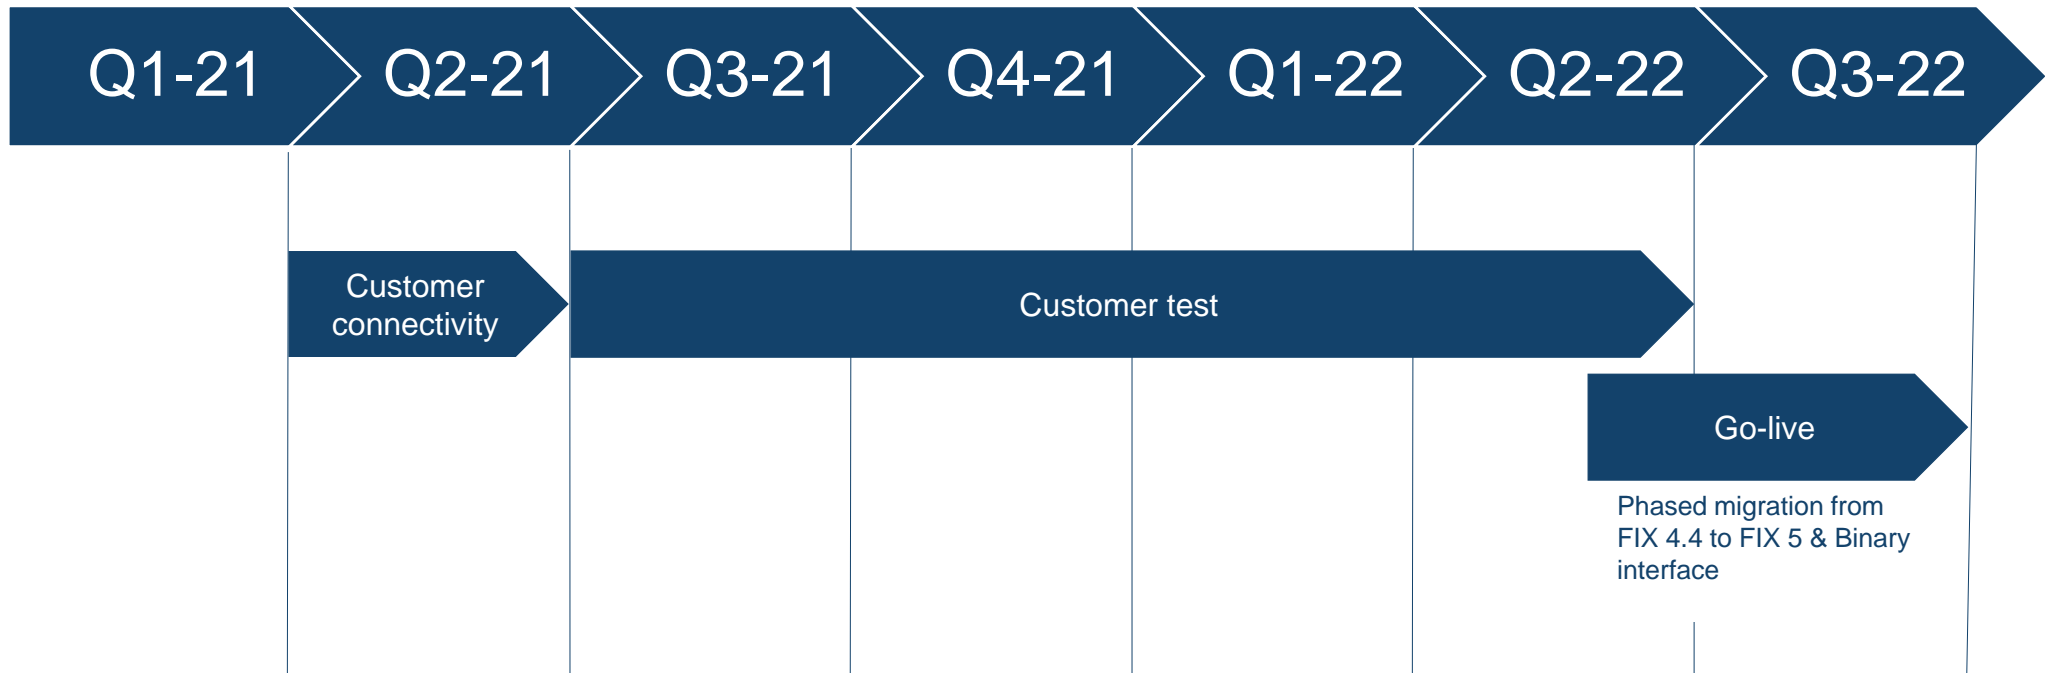 Q1-21
Q2-21
Q3-21
Q4-21
Q1-22
Q2-22
Q3-22
Customer
connectivity
Customer test
Go-live
Phased migration from
FIX 4.4 to FIX 5 & Binary
interface